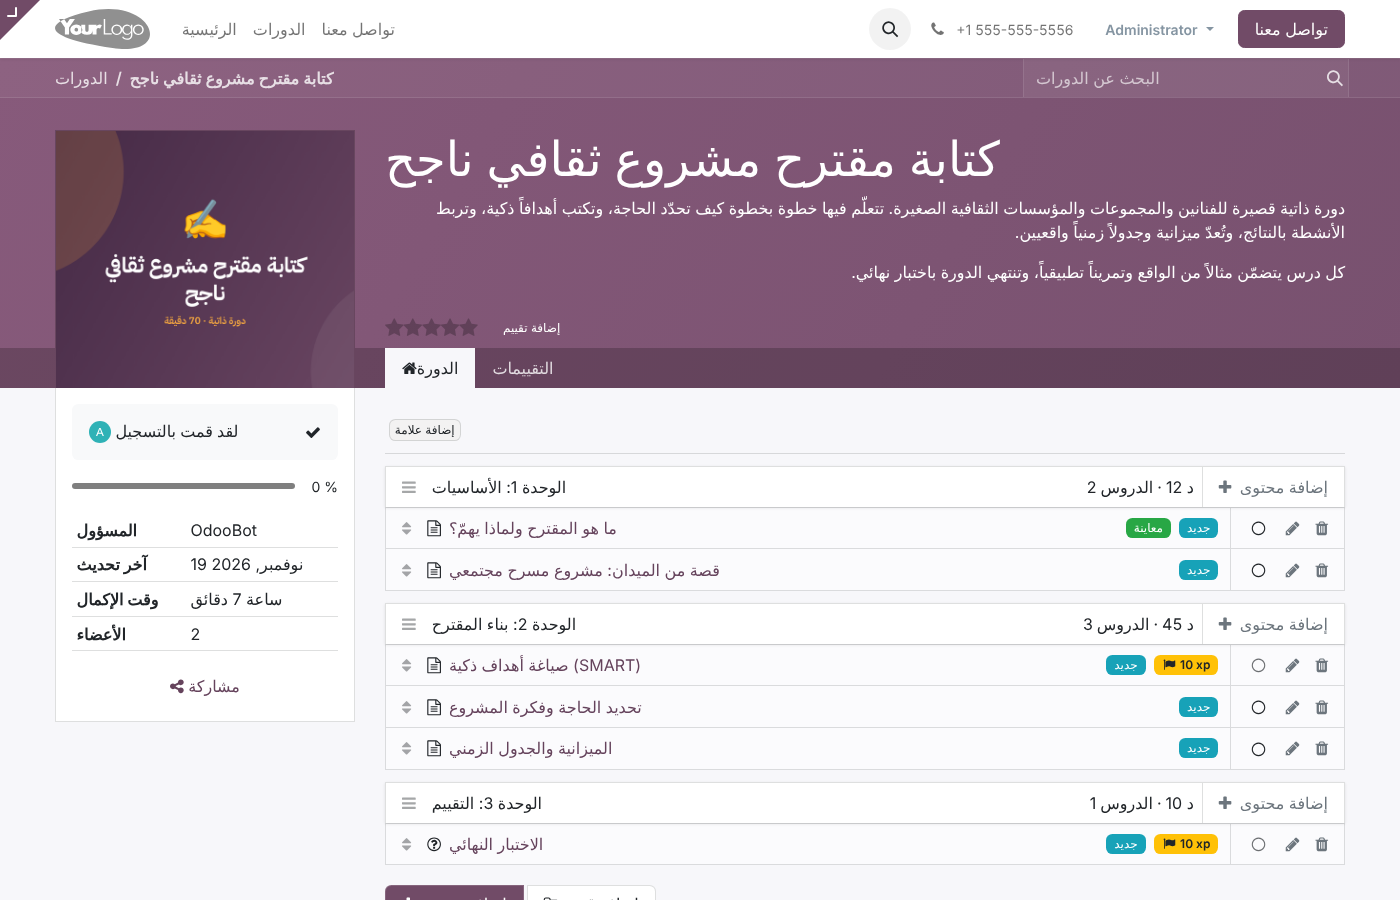 YourLogo
الرئيسية
الدورات
تواصل معنا
+1 555-555-5556
Administrator
تواصل معنا
الدورات / كتابة مقترح مشروع ثقافي ناجح
البحث عن الدورات
كتابة مقترح مشروع ثقافي
ناجح
دورة ذاتية · 70 دقيقة
كتابة مقترح مشروع ثقافي ناجح
دورة ذاتية قصيرة للفنانين والمجموعات والمؤسسات الثقافية الصغيرة. تتعلّم فيها خطوة بخطوة كيف تحدّد الحاجة، وتكتب أهدافاً ذكية، وتربط
الأنشطة بالنتائج، وتُعدّ ميزانية وجدولاً زمنياً واقعيين.
كل درس يتضمّن مثالاً من الواقع وتمريناً تطبيقياً، وتنتهي الدورة باختبار نهائي.
إضافة تقييم
الدورة
التقييمات
A لقد قمت بالتسجيل
0 %
المسؤول OdooBot
آخر تحديث 19 نوفمبر, 2026
وقت الإكمال ساعة 7 دقائق
الأعضاء 2
مشاركة
إضافة علامة
الوحدة 1: الأساسيات
2 الدروس · 12 د
إضافة محتوى
ما هو المقترح ولماذا يهمّ؟
معاينة
جديد
قصة من الميدان: مشروع مسرح مجتمعي
جديد
الوحدة 2: بناء المقترح
3 الدروس · 45 د
إضافة محتوى
صياغة أهداف ذكية (SMART)
جديد
10 xp
تحديد الحاجة وفكرة المشروع
جديد
الميزانية والجدول الزمني
جديد
الوحدة 3: التقييم
1 الدروس · 10 د
إضافة محتوى
الاختبار النهائي
جديد
10 xp